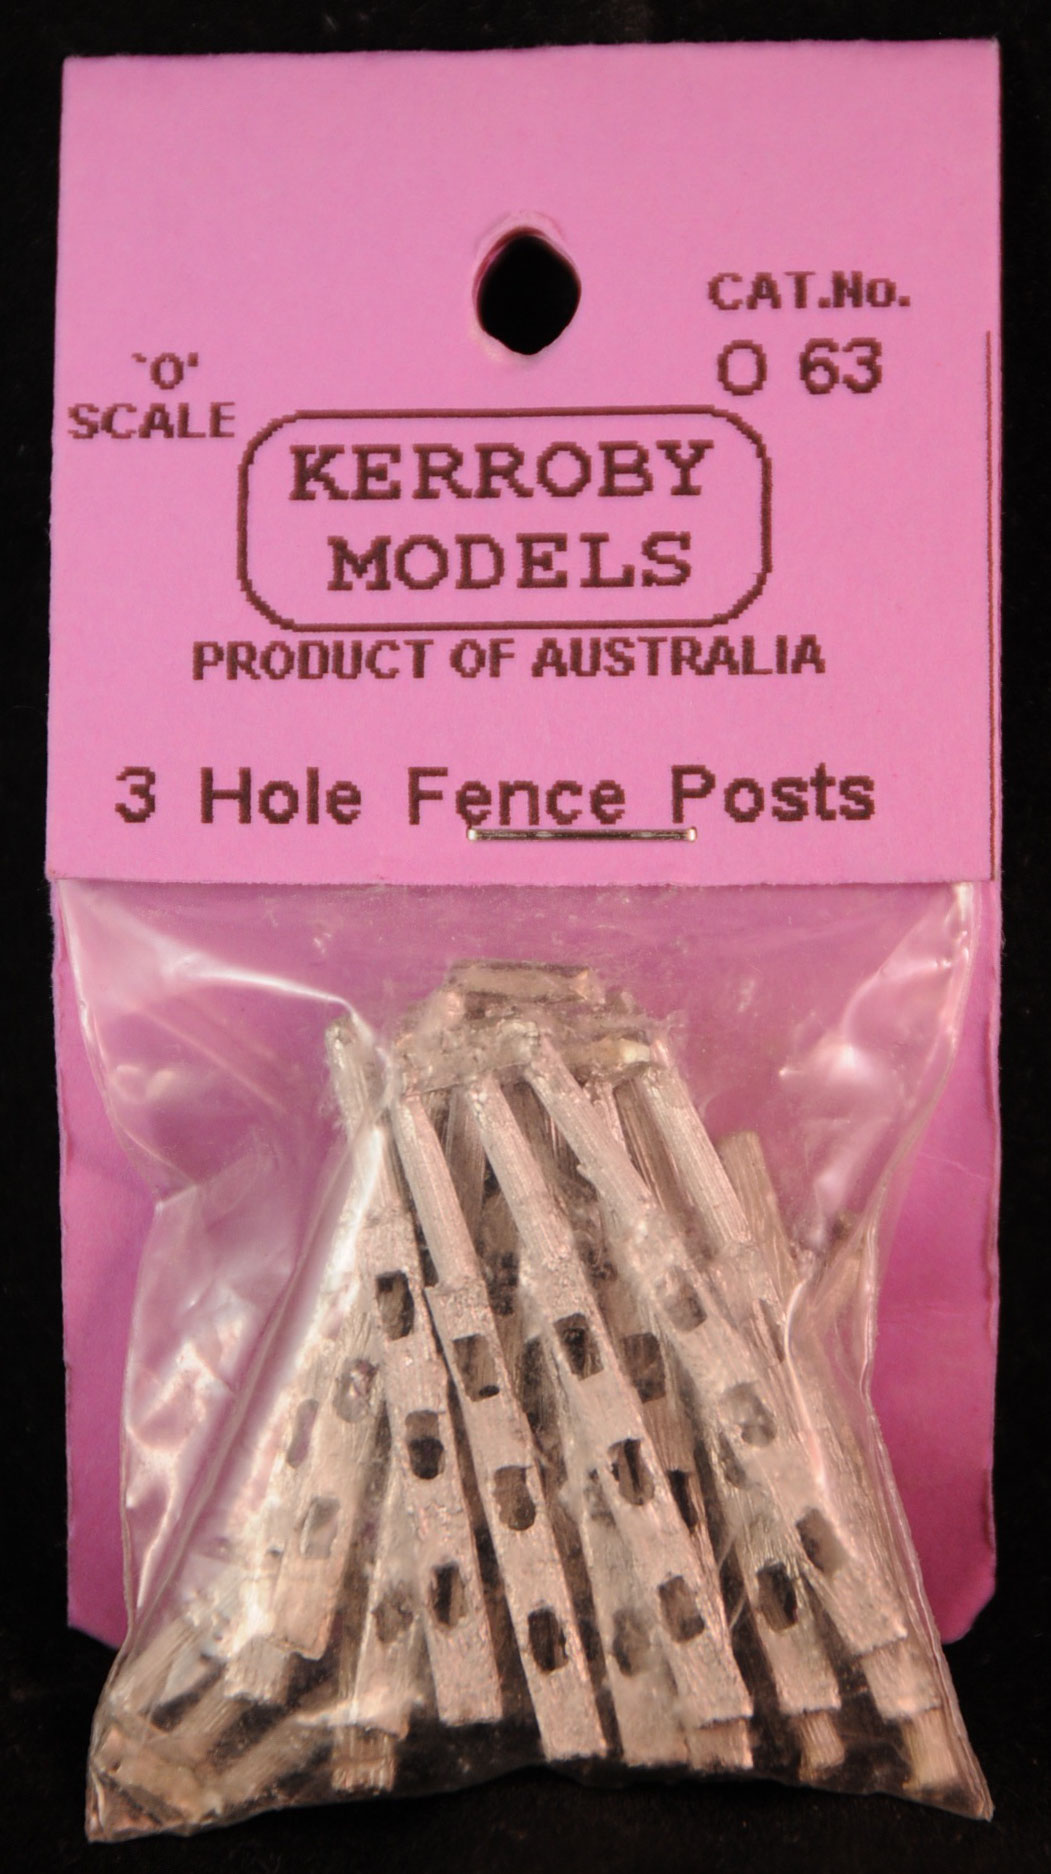 CAT.No.
O 63
`O'
SCALE
KERROBY
MODELS
PRODUCT OF AUSTRALIA
3 Hole Fence Posts